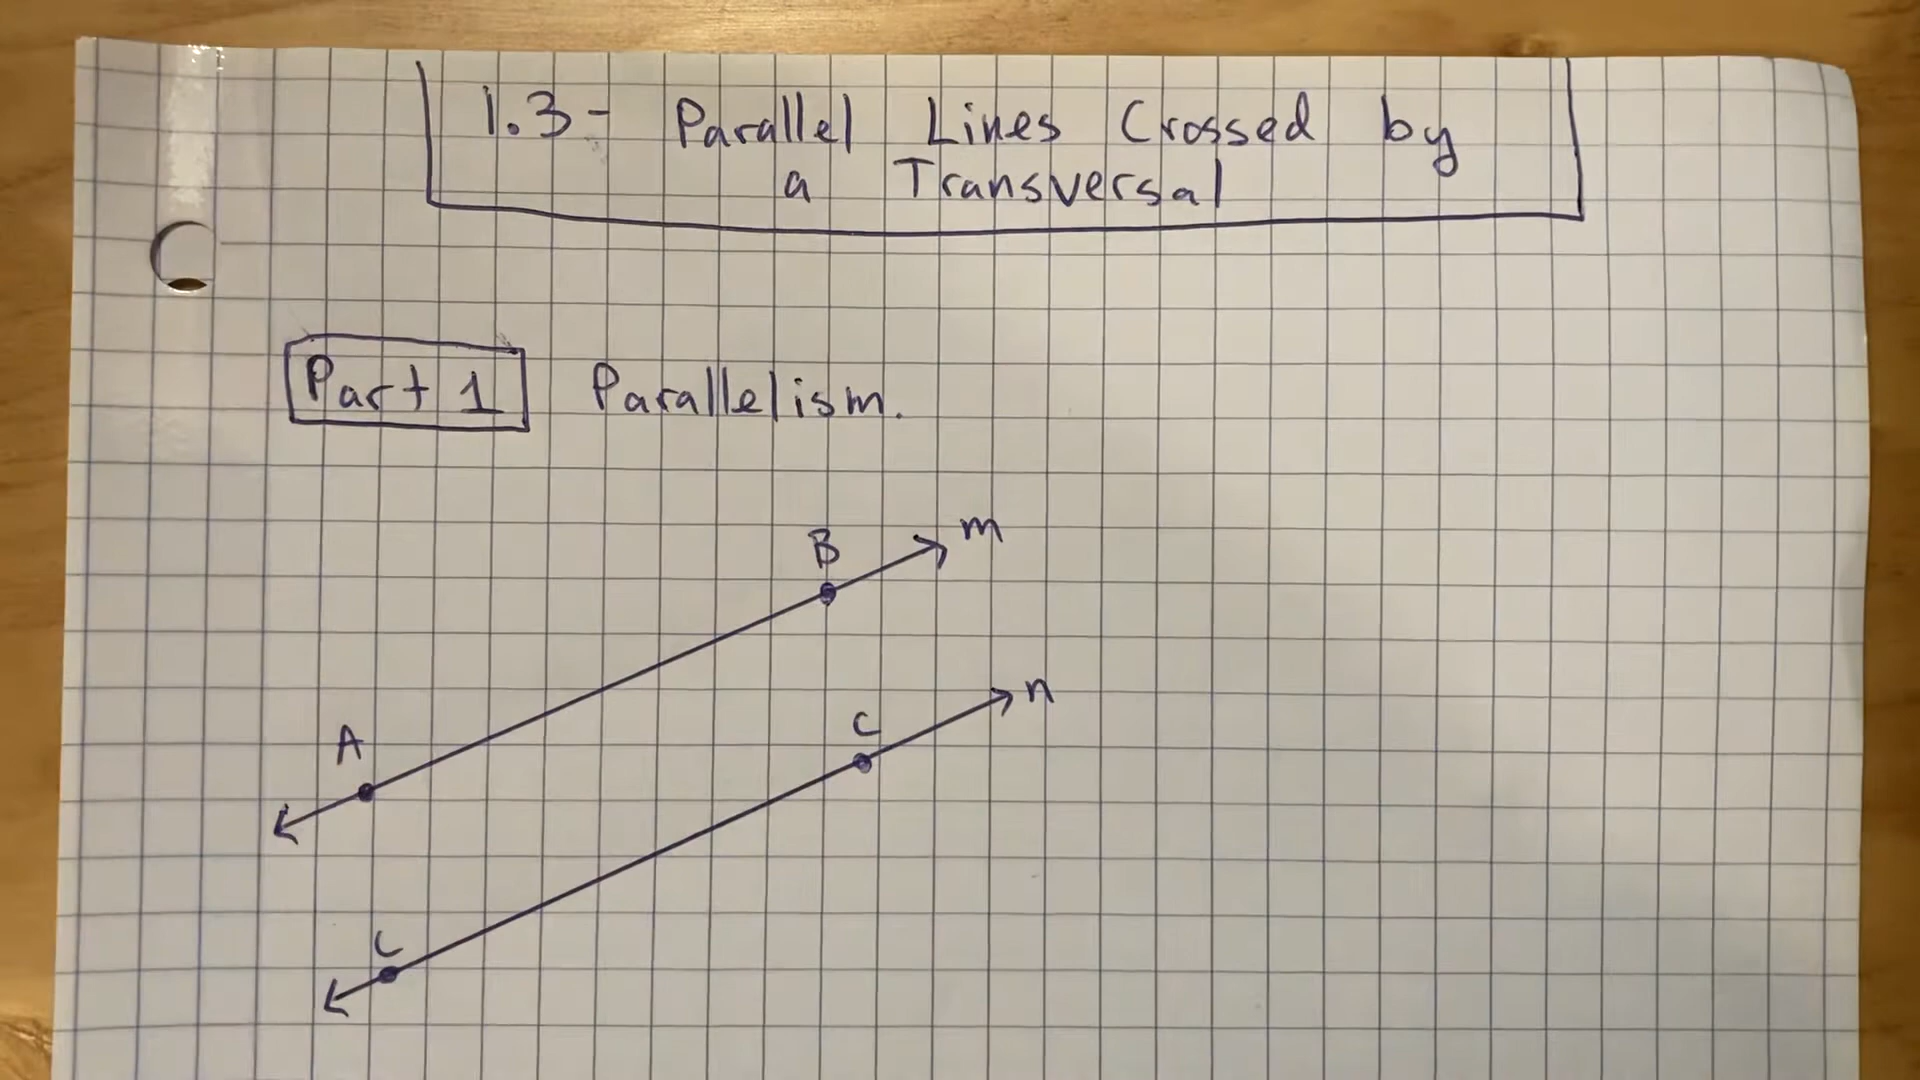 1.3- Parallel Lines Crossed by
a Transversal
Part 1 Parallelism.
B
m
A
C
n
C